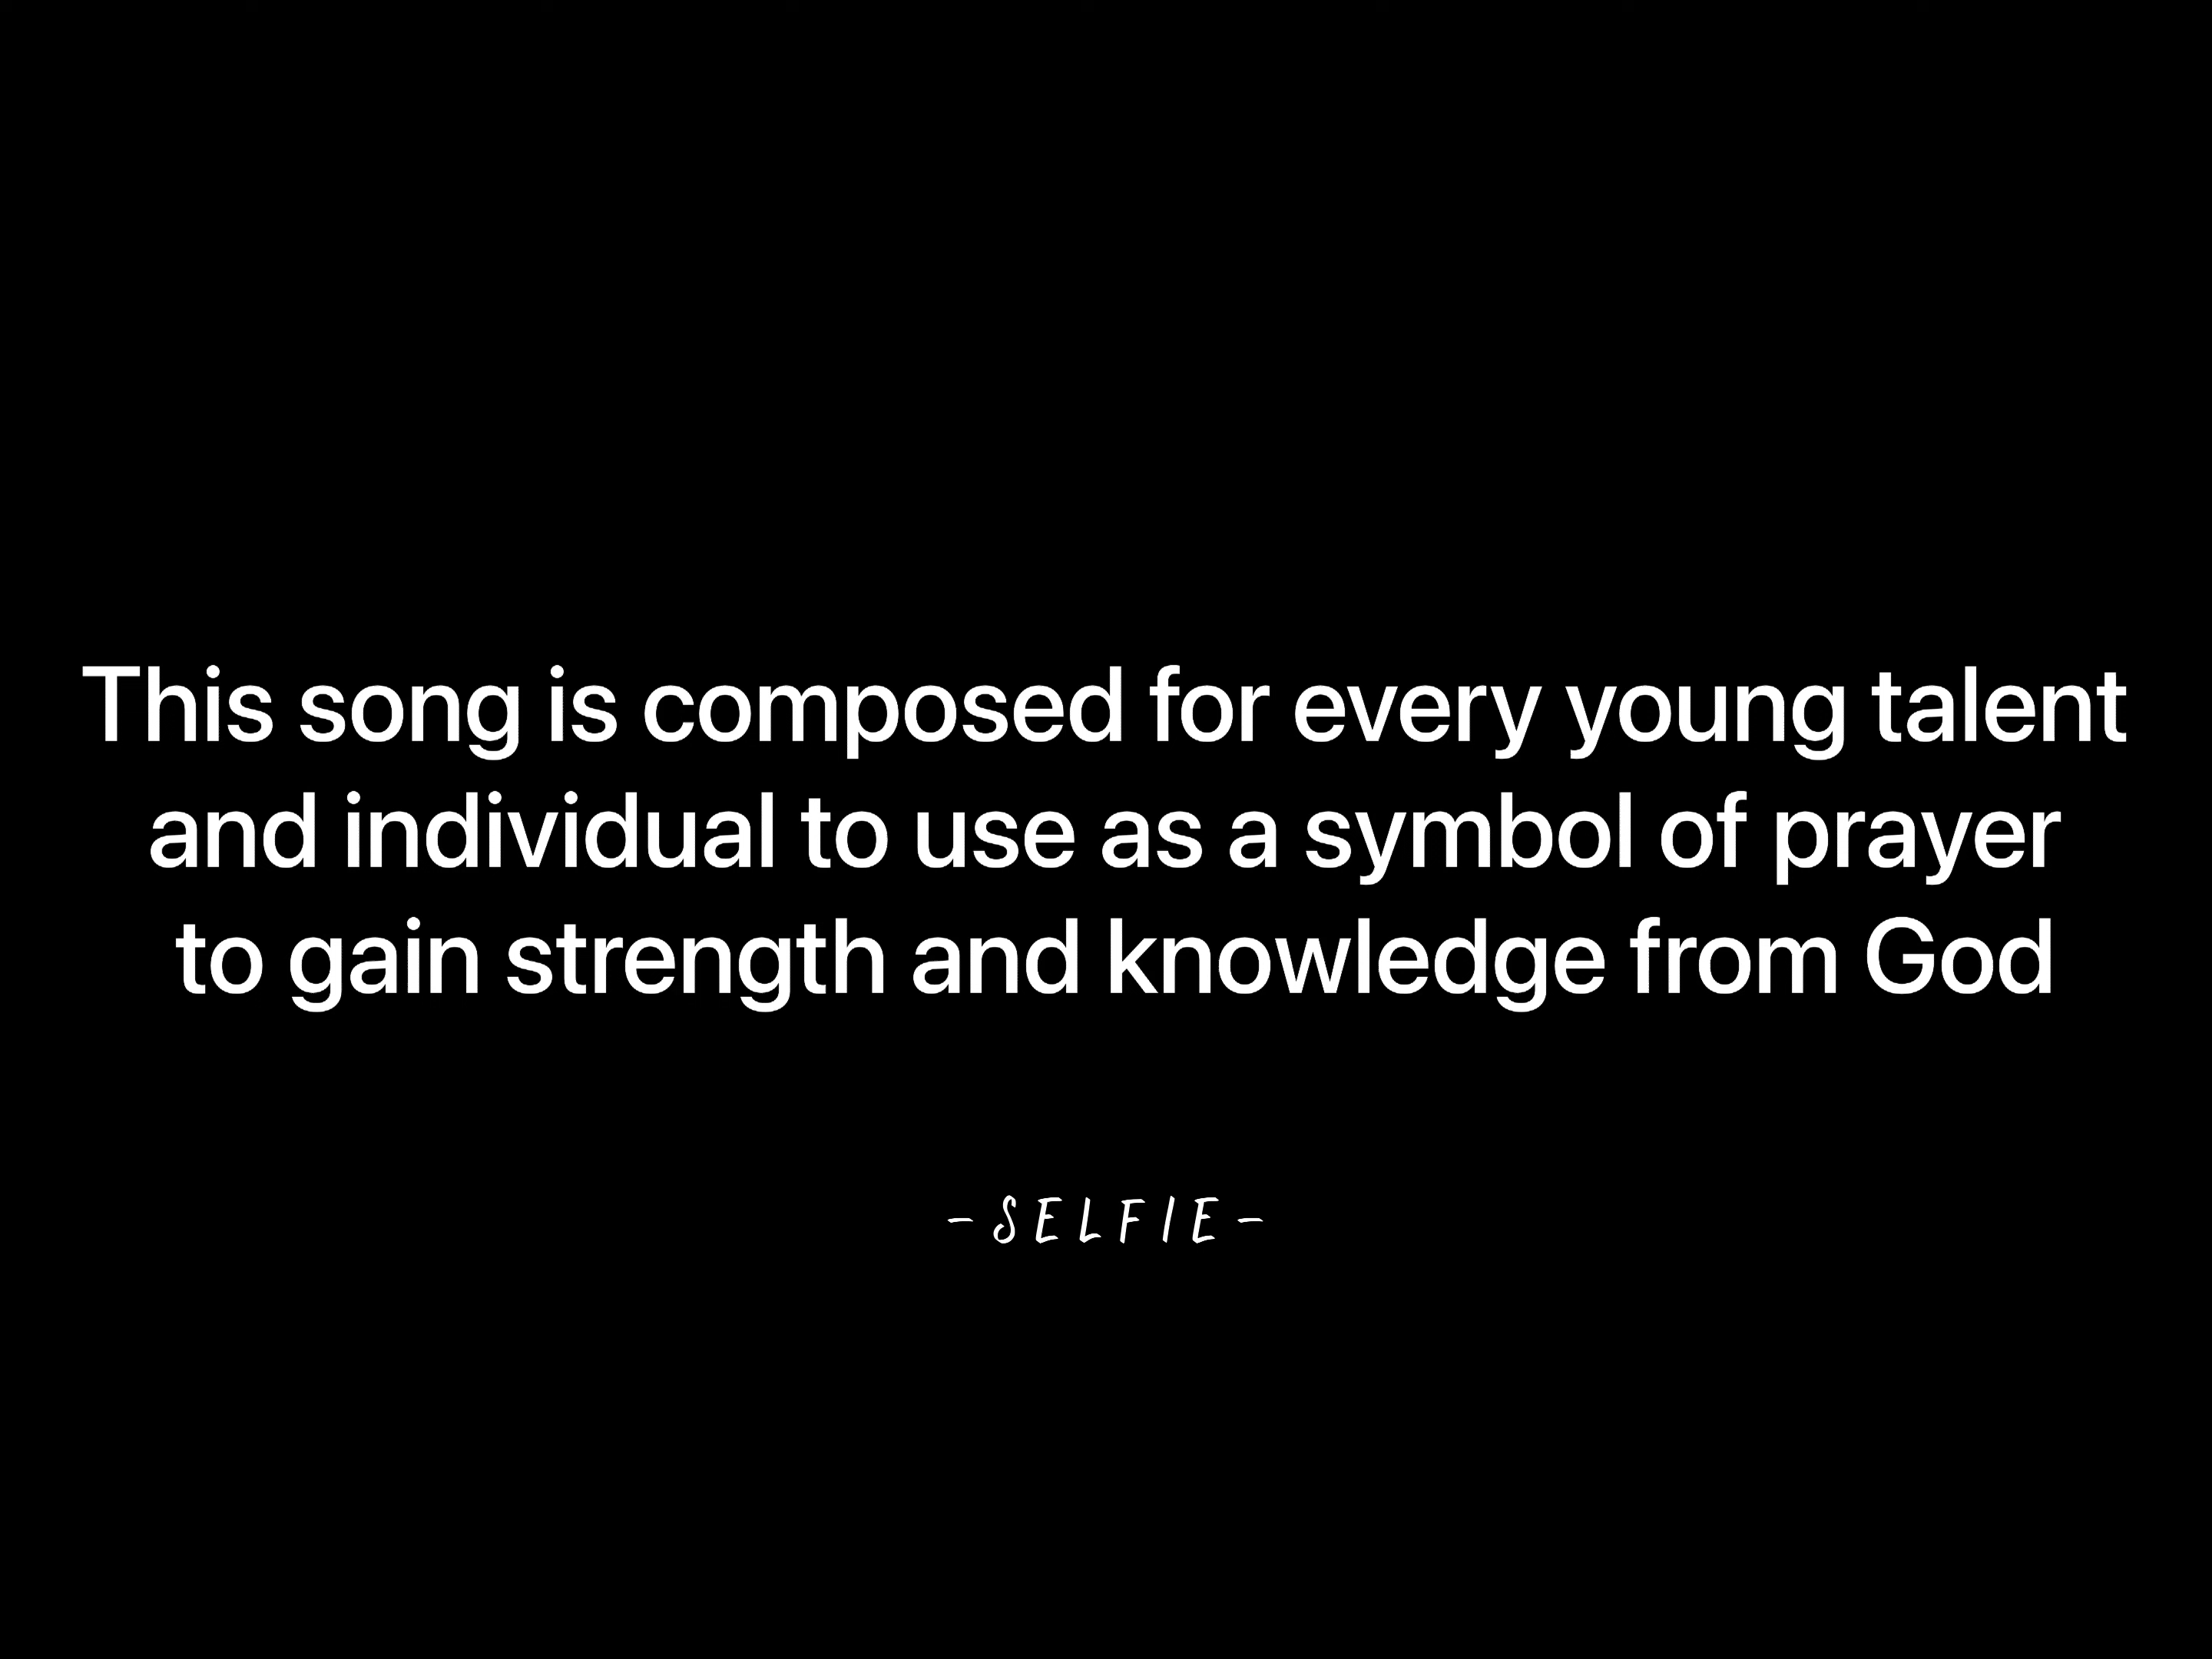 This song is composed for every young talent
and individual to use as a symbol of prayer
to gain strength and knowledge from God
-SELFIE-